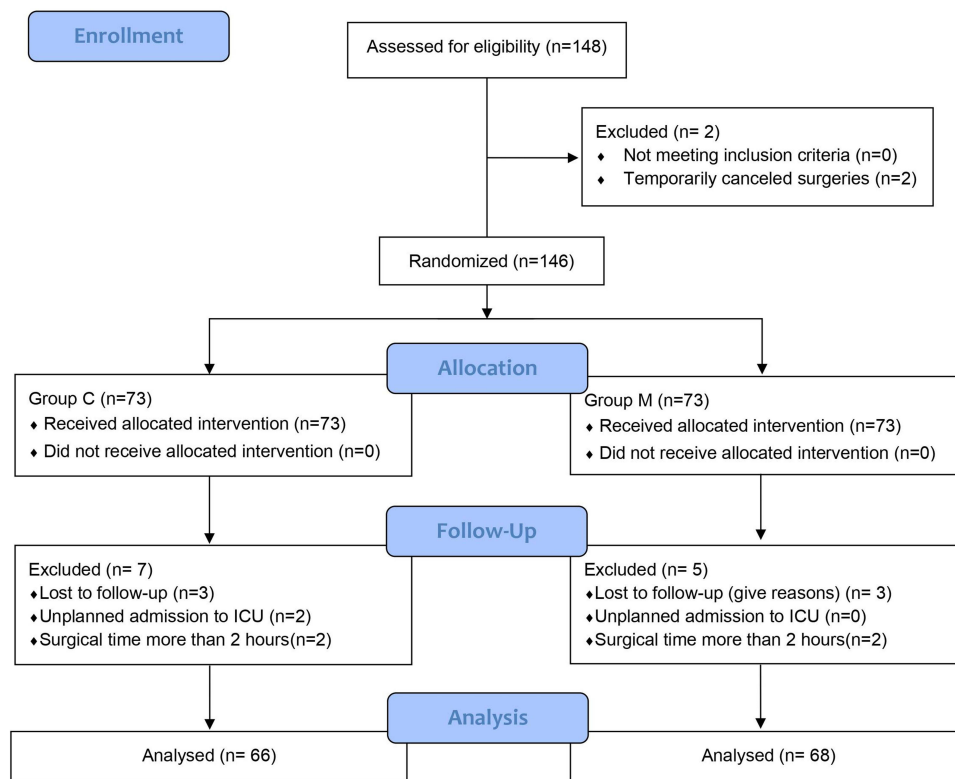 Enrollment
Assessed for eligibility (n=148)
Excluded (n= 2)
♦ Not meeting inclusion criteria (n=0)
♦ Temporarily canceled surgeries (n=2)
Randomized (n=146)
Allocation
Group C (n=73)
♦ Received allocated intervention (n=73)
♦ Did not receive allocated intervention (n=0)
Group M (n=73)
♦ Received allocated intervention (n=73)
♦ Did not receive allocated intervention (n=0)
Follow-Up
Excluded (n= 7)
♦Lost to follow-up (n=3)
♦Unplanned admission to ICU (n=2)
♦Surgical time more than 2 hours(n=2)
Excluded (n= 5)
♦Lost to follow-up (give reasons) (n= 3)
♦Unplanned admission to ICU (n=0)
♦Surgical time more than 2 hours(n=2)
Analysis
Analysed (n= 66)
Analysed (n= 68)